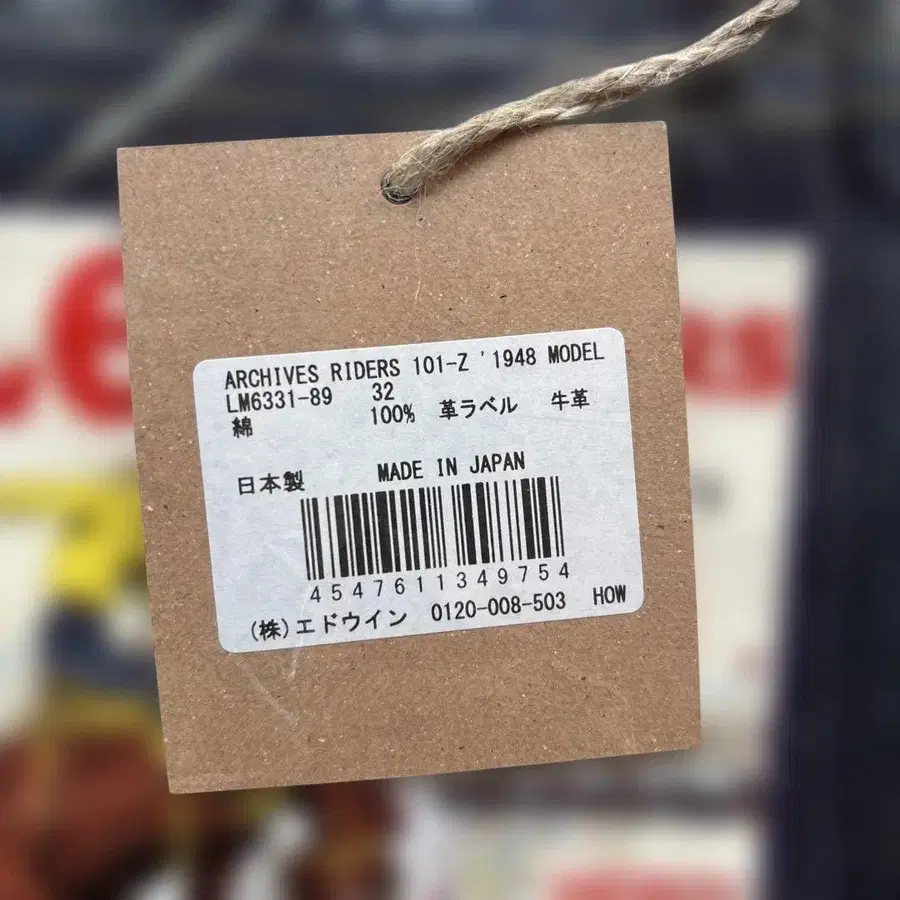 ARCHIVES RIDERS 101-Z '1948 MODEL
LM6331-89 32
綿 100% 革ラベル 牛革
日本製 MADE IN JAPAN
4547611349754
(株)エドウイン 0120-008-503 HOW